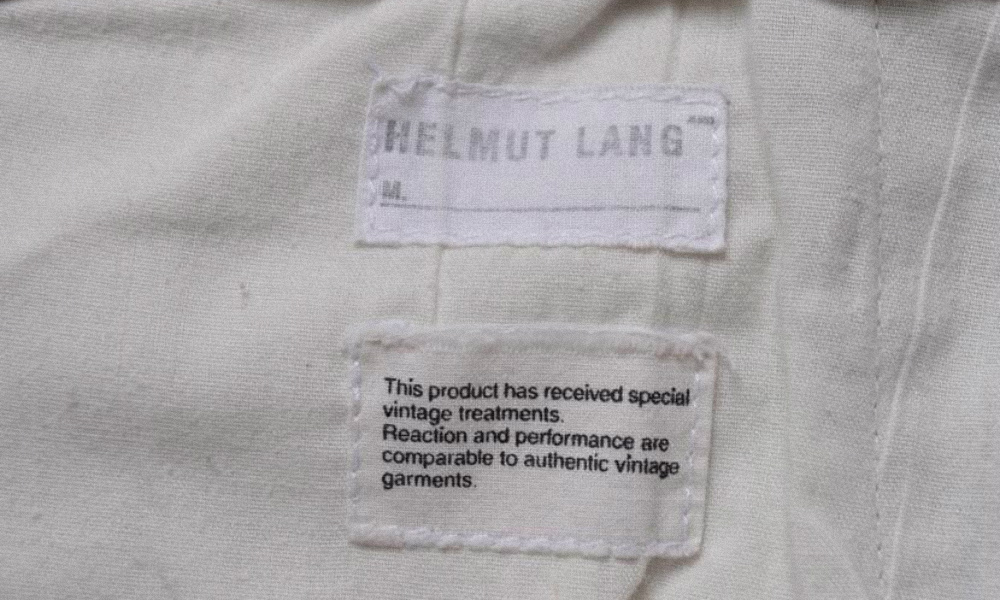 HELMUT LANG
M.
This product has received special
vintage treatments.
Reaction and performance are
comparable to authentic vintage
garments.